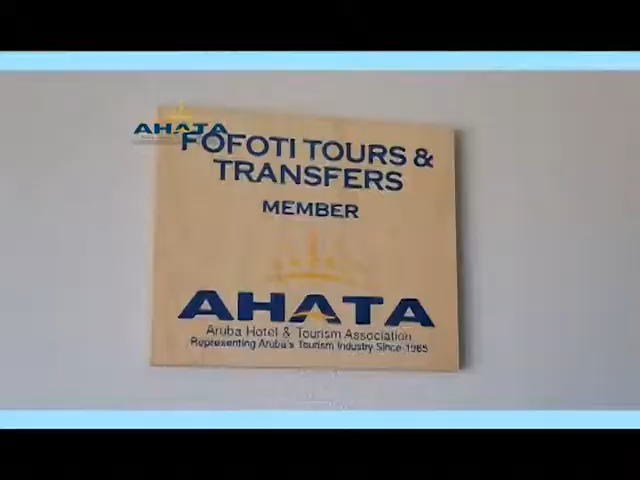 AHATA
FOFOTI TOURS &
TRANSFERS
MEMBER
AHATA
Aruba Hotel & Tourism Association
Representing Aruba's Tourism Industry Since 1965